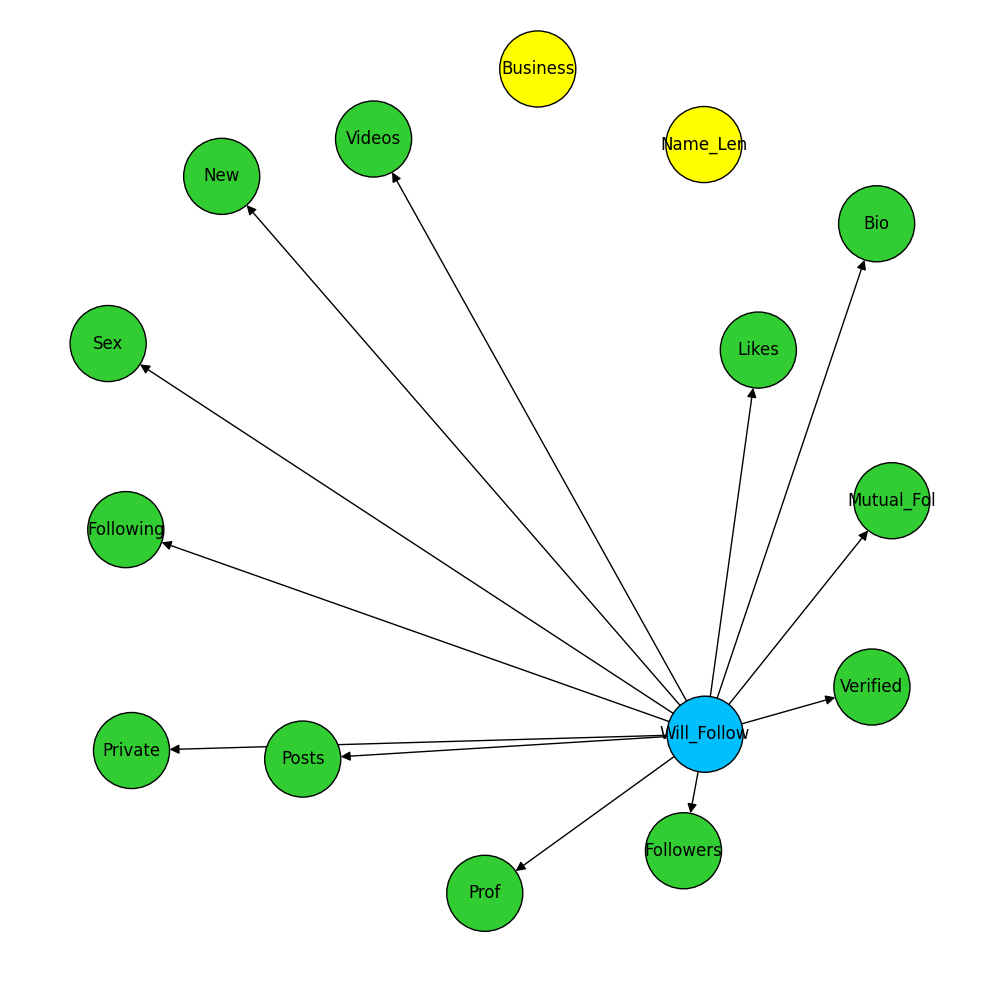 Business
Videos
Name_Len
New
Bio
Sex
Likes
Mutual_Fol
Following
Verified
Will_Follow
Private
Posts
Followers
Prof